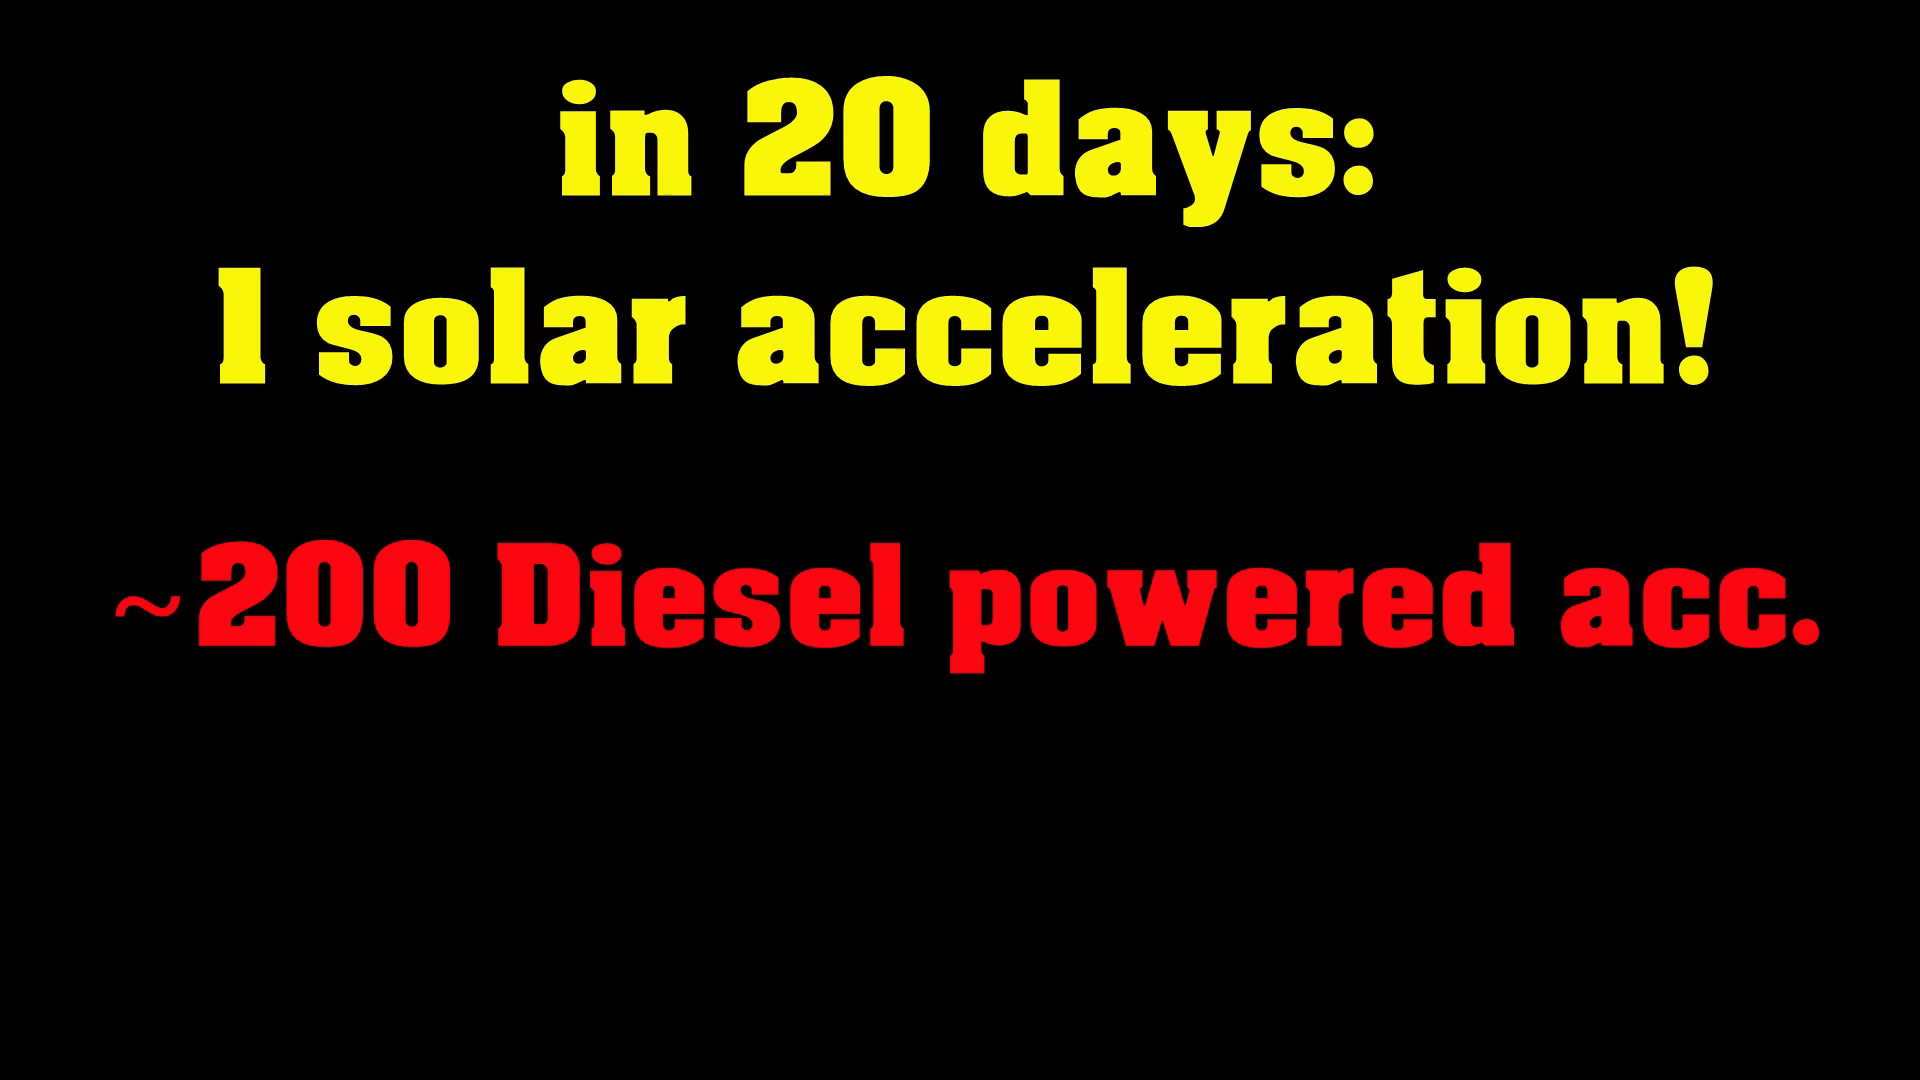 in 20 days:
1 solar acceleration!
~200 Diesel powered acc.